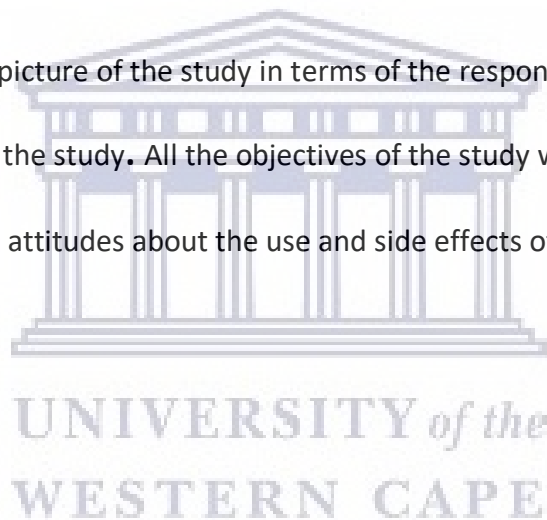 picture of the study in terms of the respon
the study. All the objectives of the study
attitudes about the use and side effects o
UNIVERSITY of the
WESTERN CAPE